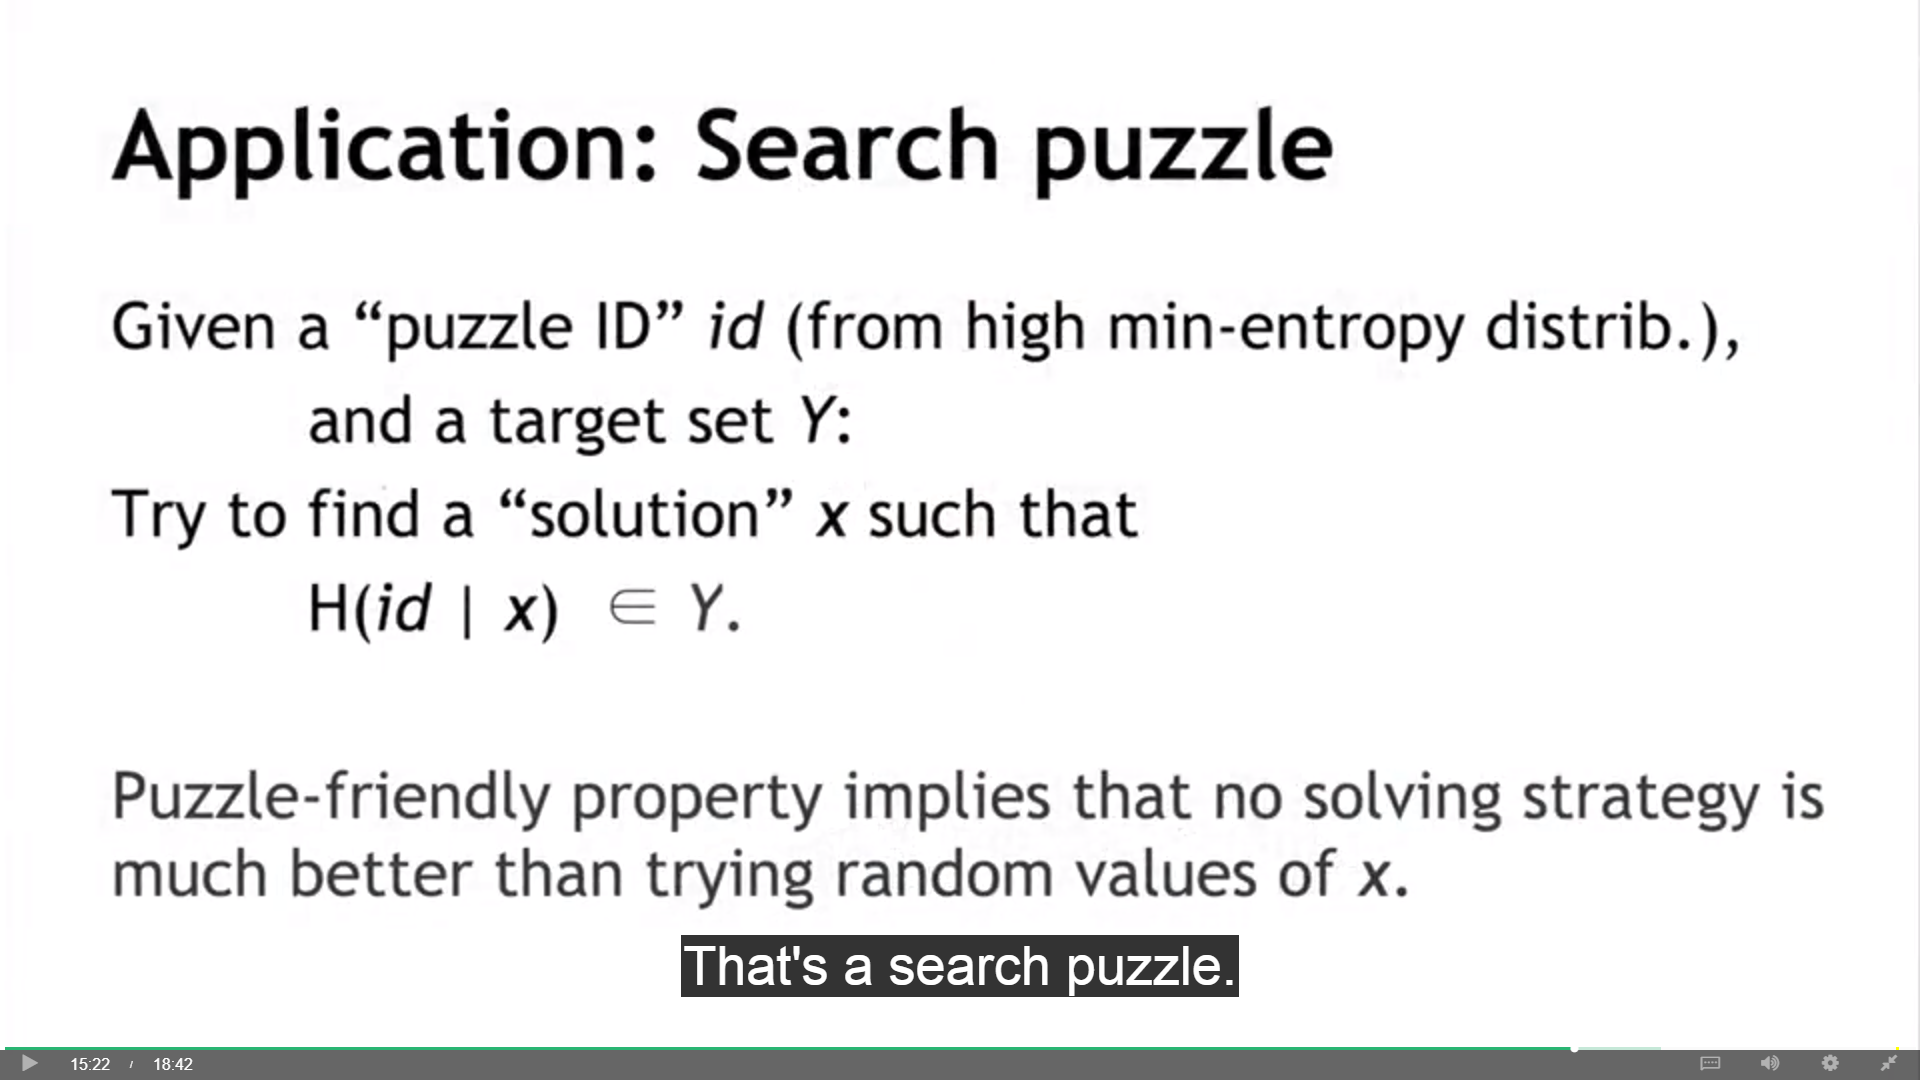 Application: Search puzzle
Given a “puzzle ID” id (from high min-entropy distrib.),
and a target set Y:
Try to find a “solution” x such that
H(id | x) ∈ Y.
Puzzle-friendly property implies that no solving strategy is
much better than trying random values of x.
That's a search puzzle.
15:22 / 18:42